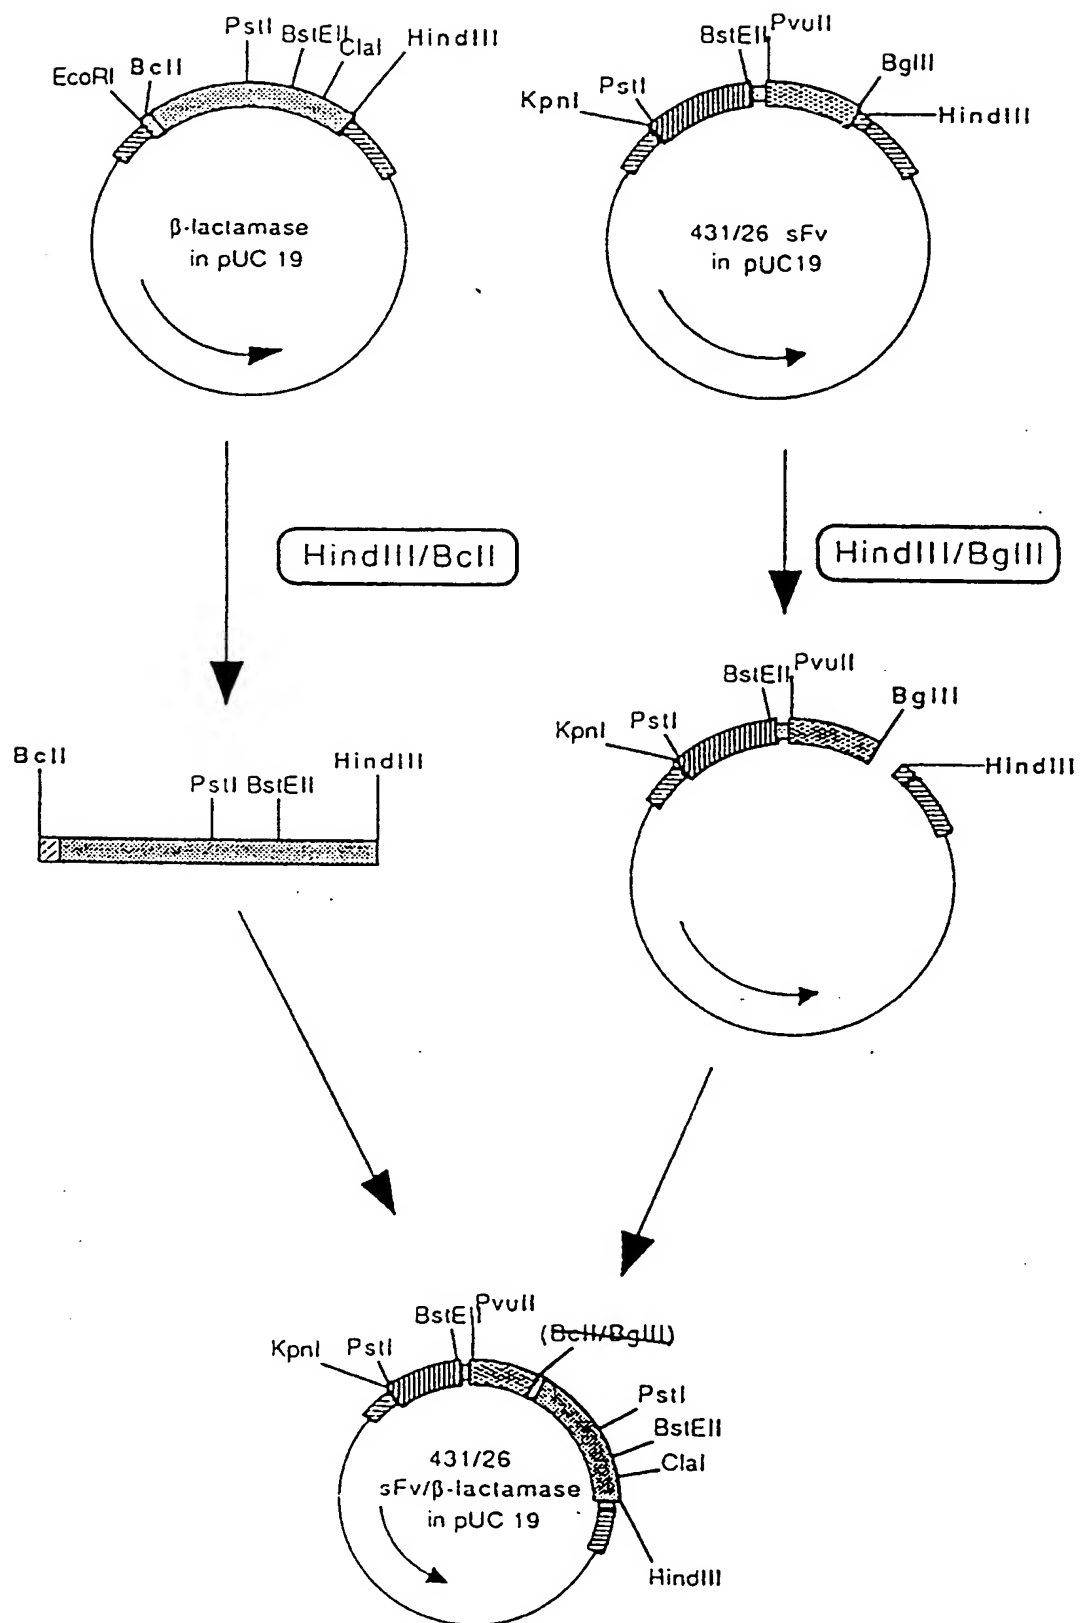 PstI
BstEII
ClaI
HindIII
BclI
EcoRI
β-lactamase
in pUC 19
PvuII
BstEII
BglII
PstI
KpnI
HindIII
431/26 sFv
in pUC19
HindIII/BclI
HindIII/BglII
BclI
HindIII
PstI BstEII
PvuII
BstEII
BglII
PstI
KpnI
HindIII
PvuII
BstEII
(BclI/BglII)
KpnI
PstI
PstI
BstEII
ClaI
431/26
sFv/β-lactamase
in pUC 19
HindIII